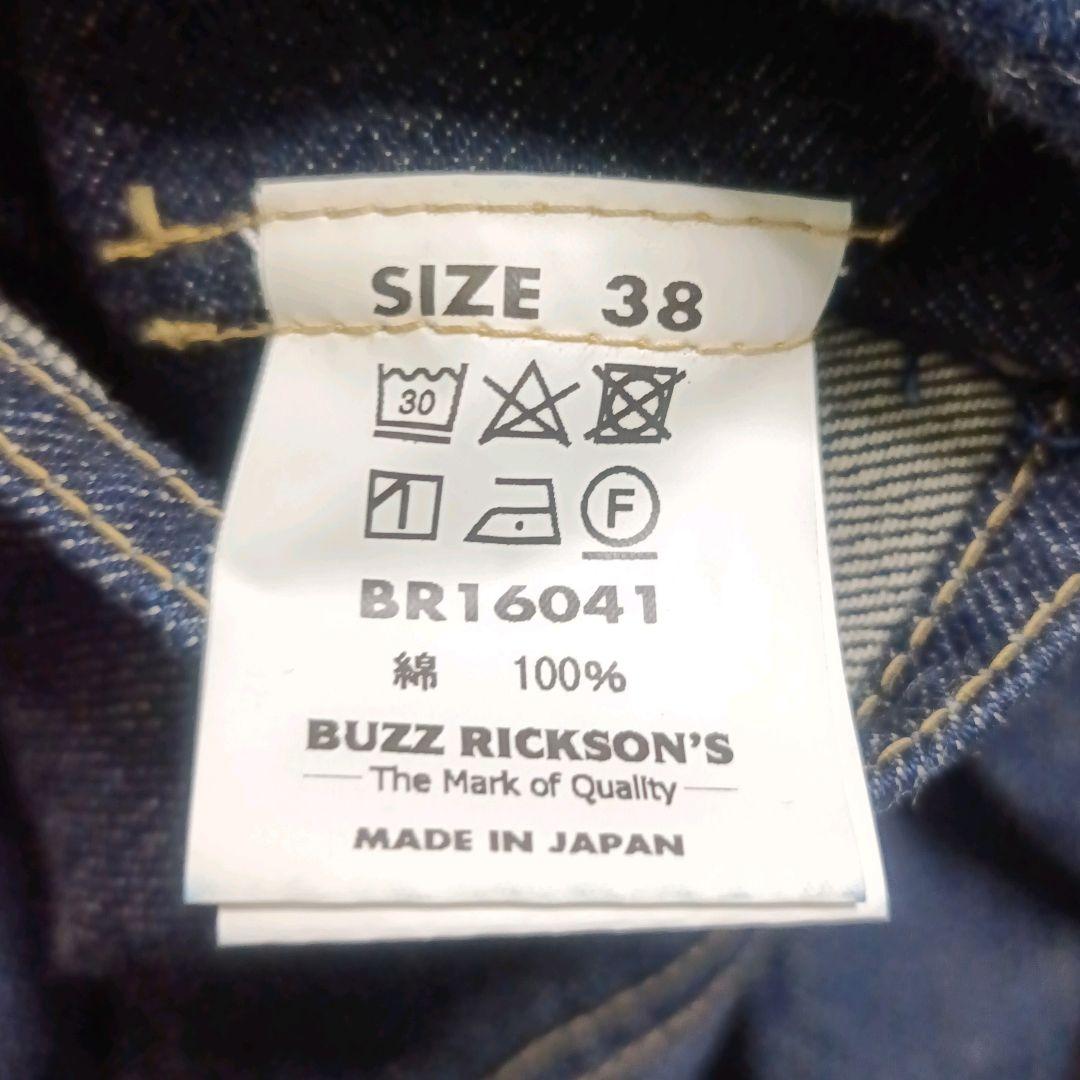 SIZE 38
30
F
BR16041
綿 100%
BUZZ RICKSON'S
The Mark of Quality
MADE IN JAPAN